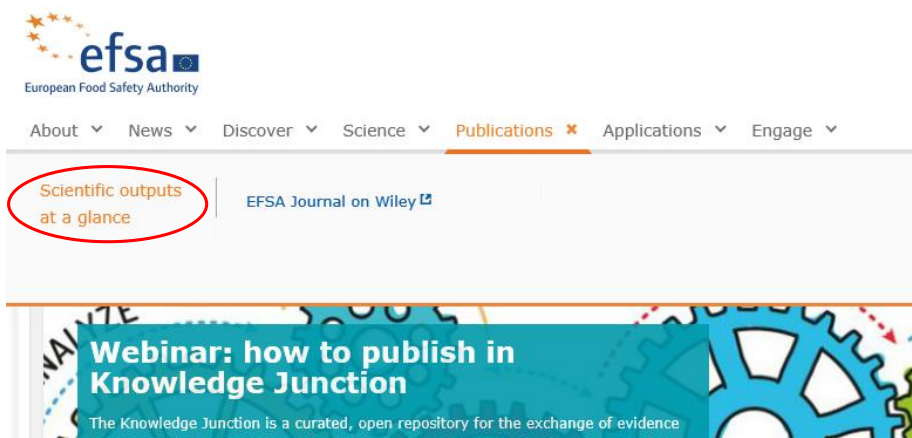 efsa
European Food Safety Authority
About News Discover Science Publications Applications Engage
Scientific outputs
at a glance
EFSA Journal on Wiley
ANALYZE
Webinar: how to publish in
Knowledge Junction
The Knowledge Junction is a curated, open repository for the exchange of evidence